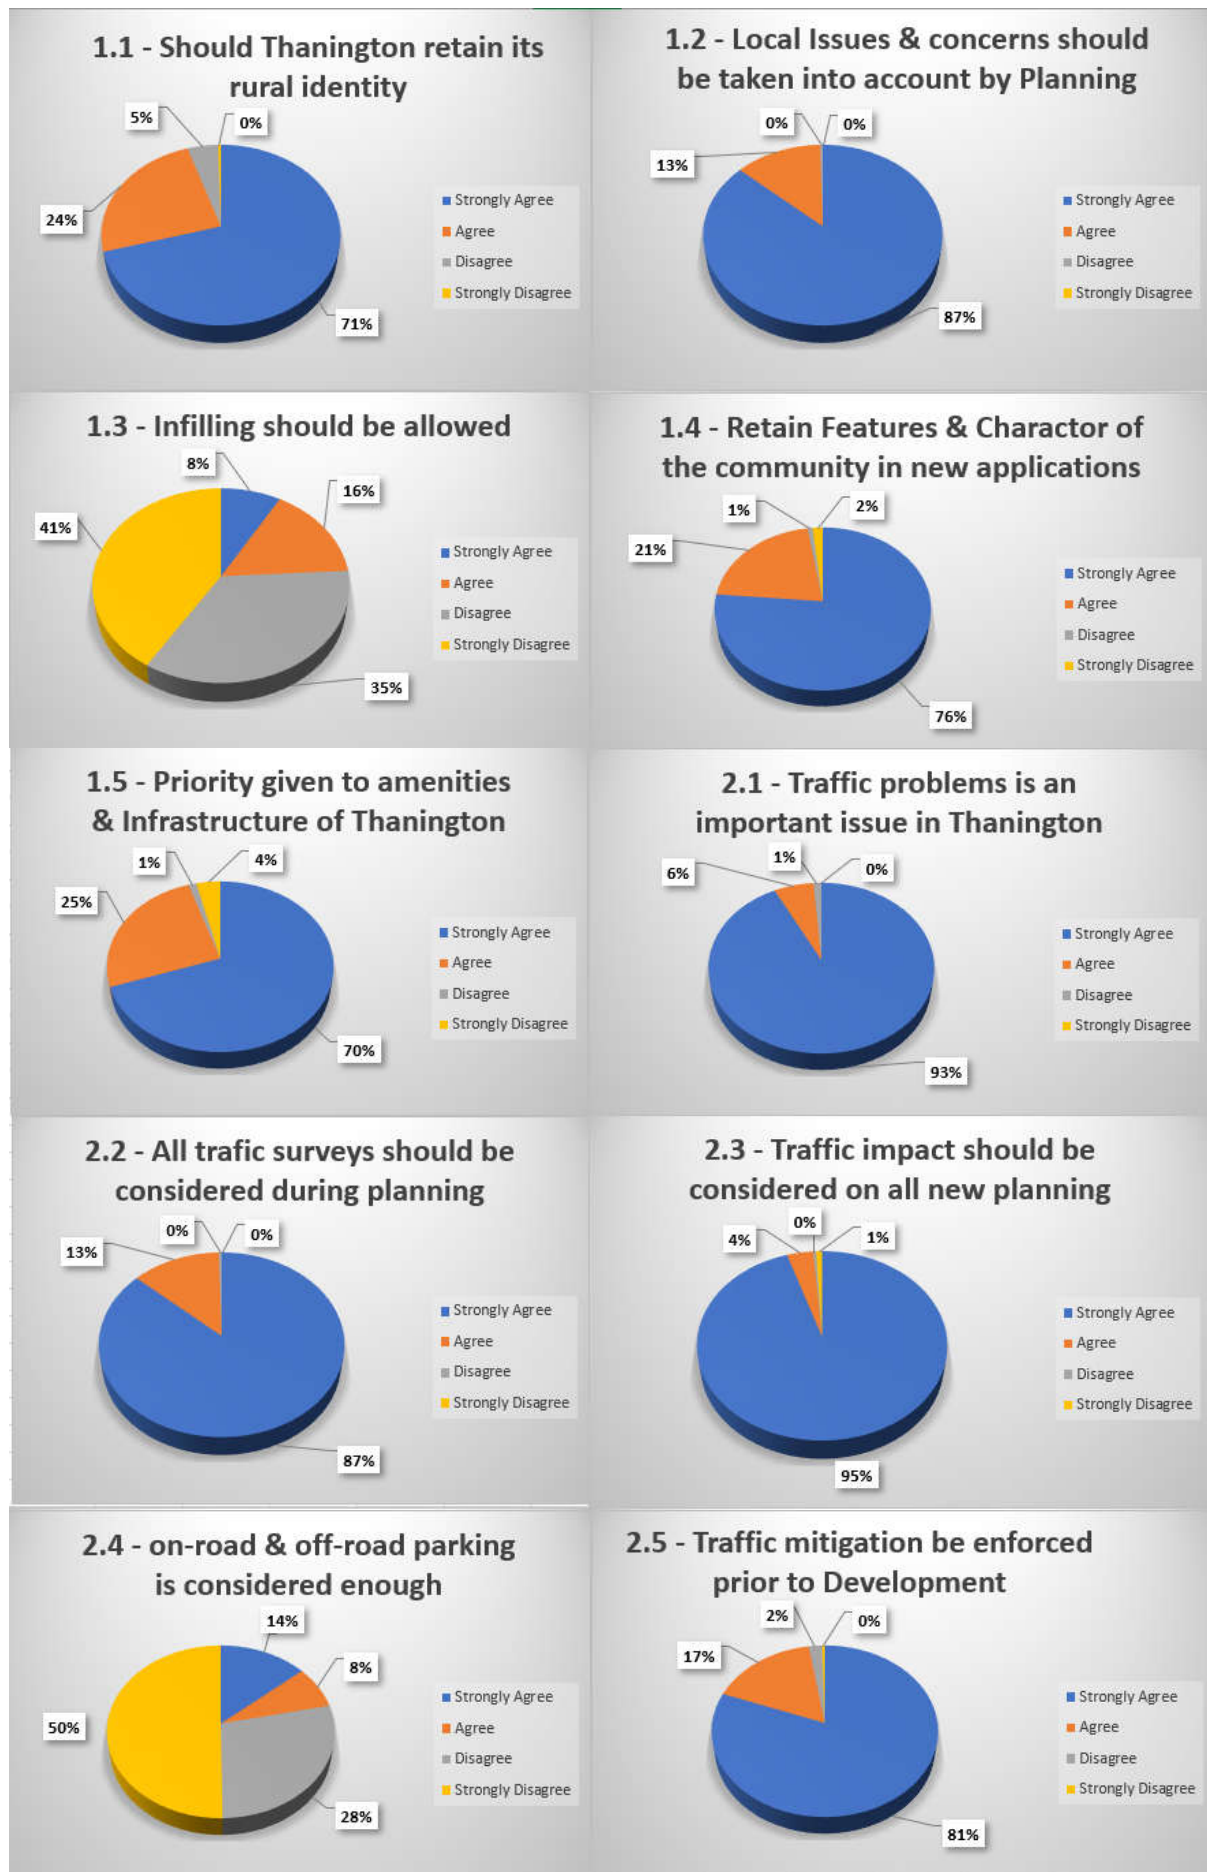 1.1 - Should Thanington retain its
rural identity
5%
0%
24%
71%
Strongly Agree
Agree
Disagree
Strongly Disagree
1.2 - Local Issues & concerns should
be taken into account by Planning
0%
0%
13%
87%
Strongly Agree
Agree
Disagree
Strongly Disagree
1.3 - Infilling should be allowed
8%
16%
41%
35%
Strongly Agree
Agree
Disagree
Strongly Disagree
1.4 - Retain Features & Charactor of
the community in new applications
1%
2%
21%
76%
Strongly Agree
Agree
Disagree
Strongly Disagree
1.5 - Priority given to amenities
& Infrastructure of Thanington
1%
4%
25%
70%
Strongly Agree
Agree
Disagree
Strongly Disagree
2.1 - Traffic problems is an
important issue in Thanington
6%
1%
0%
93%
Strongly Agree
Agree
Disagree
Strongly Disagree
2.2 - All trafic surveys should be
considered during planning
0%
0%
13%
87%
Strongly Agree
Agree
Disagree
Strongly Disagree
2.3 - Traffic impact should be
considered on all new planning
0%
4%
1%
95%
Strongly Agree
Agree
Disagree
Strongly Disagree
2.4 - on-road & off-road parking
is considered enough
14%
8%
50%
28%
Strongly Agree
Agree
Disagree
Strongly Disagree
2.5 - Traffic mitigation be enforced
prior to Development
2%
0%
17%
81%
Strongly Agree
Agree
Disagree
Strongly Disagree